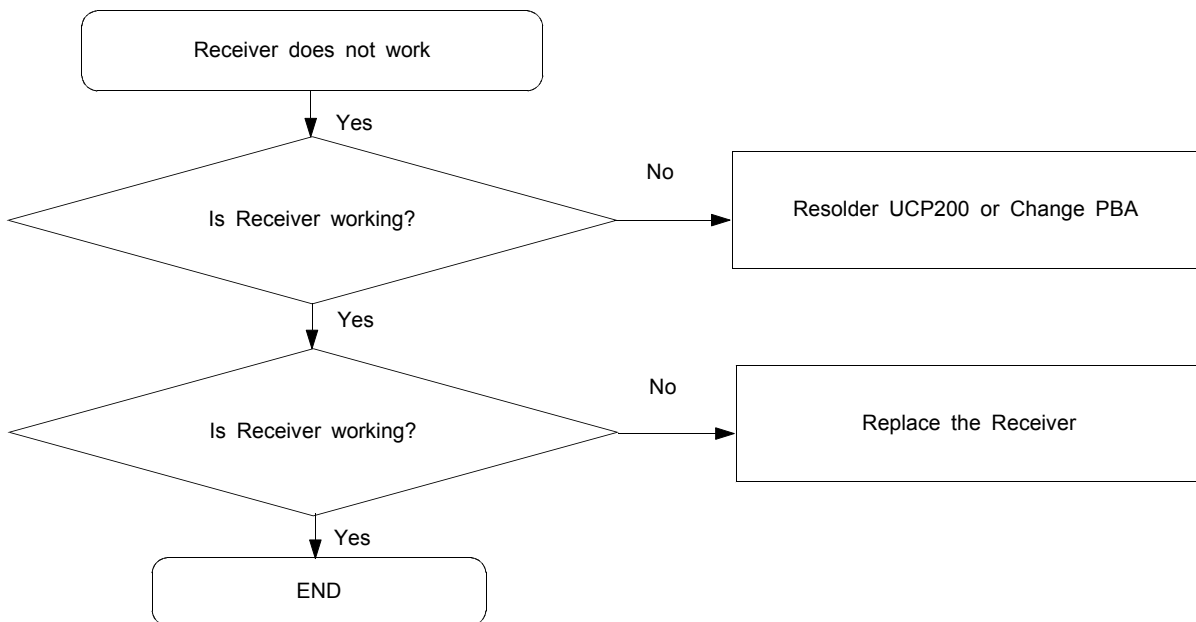 Receiver does not work
Yes
Is Receiver working?
No
Resolder UCP200 or Change PBA
Yes
Is Receiver working?
No
Replace the Receiver
Yes
END